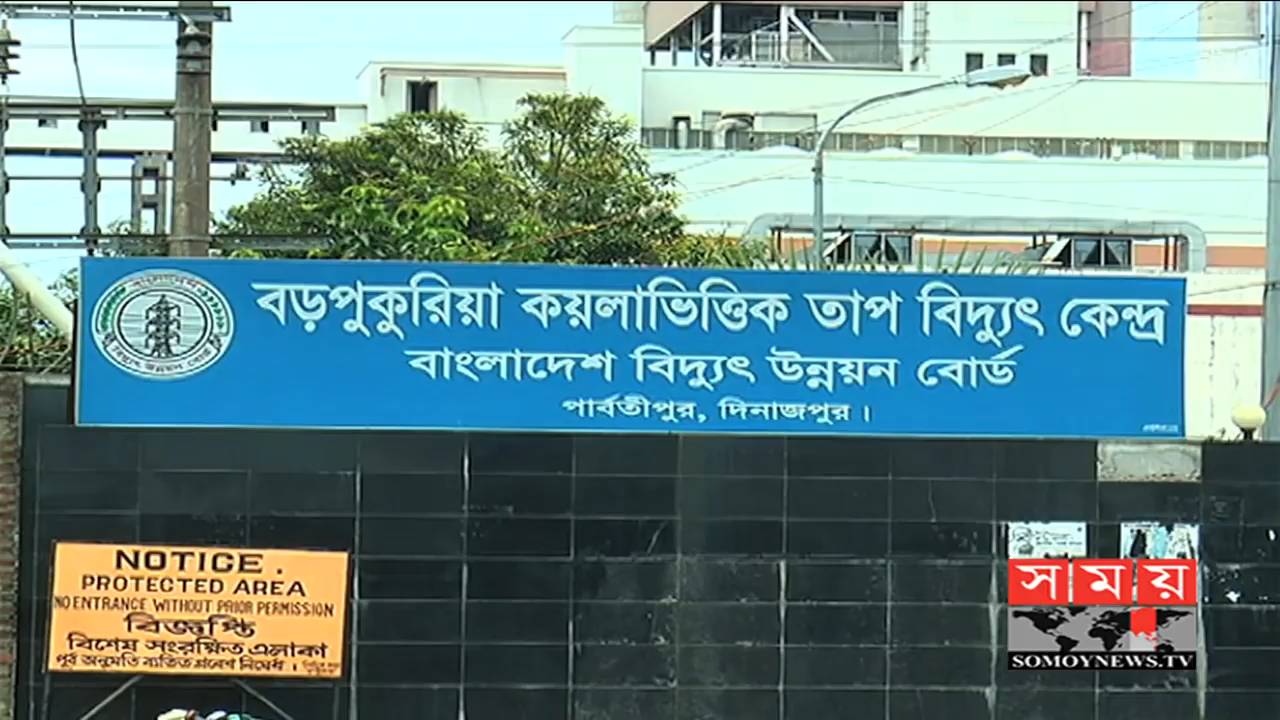 বড়পুকুরিয়া কয়লাভিত্তিক তাপ বিদ্যুৎ কেন্দ্র
বাংলাদেশ বিদ্যুৎ উন্নয়ন বোর্ড
পার্বতীপুর, দিনাজপুর।
NOTICE .
PROTECTED AREA
NO ENTRANCE WITHOUT PRIOR PERMISSION
বিজ্ঞপ্তি
বিশেষ সংরক্ষিত এলাকা
পূর্ব অনুমতি ব্যতিত প্রবেশ নিষেধ ।
সময়
SOMOYNEWS.TV